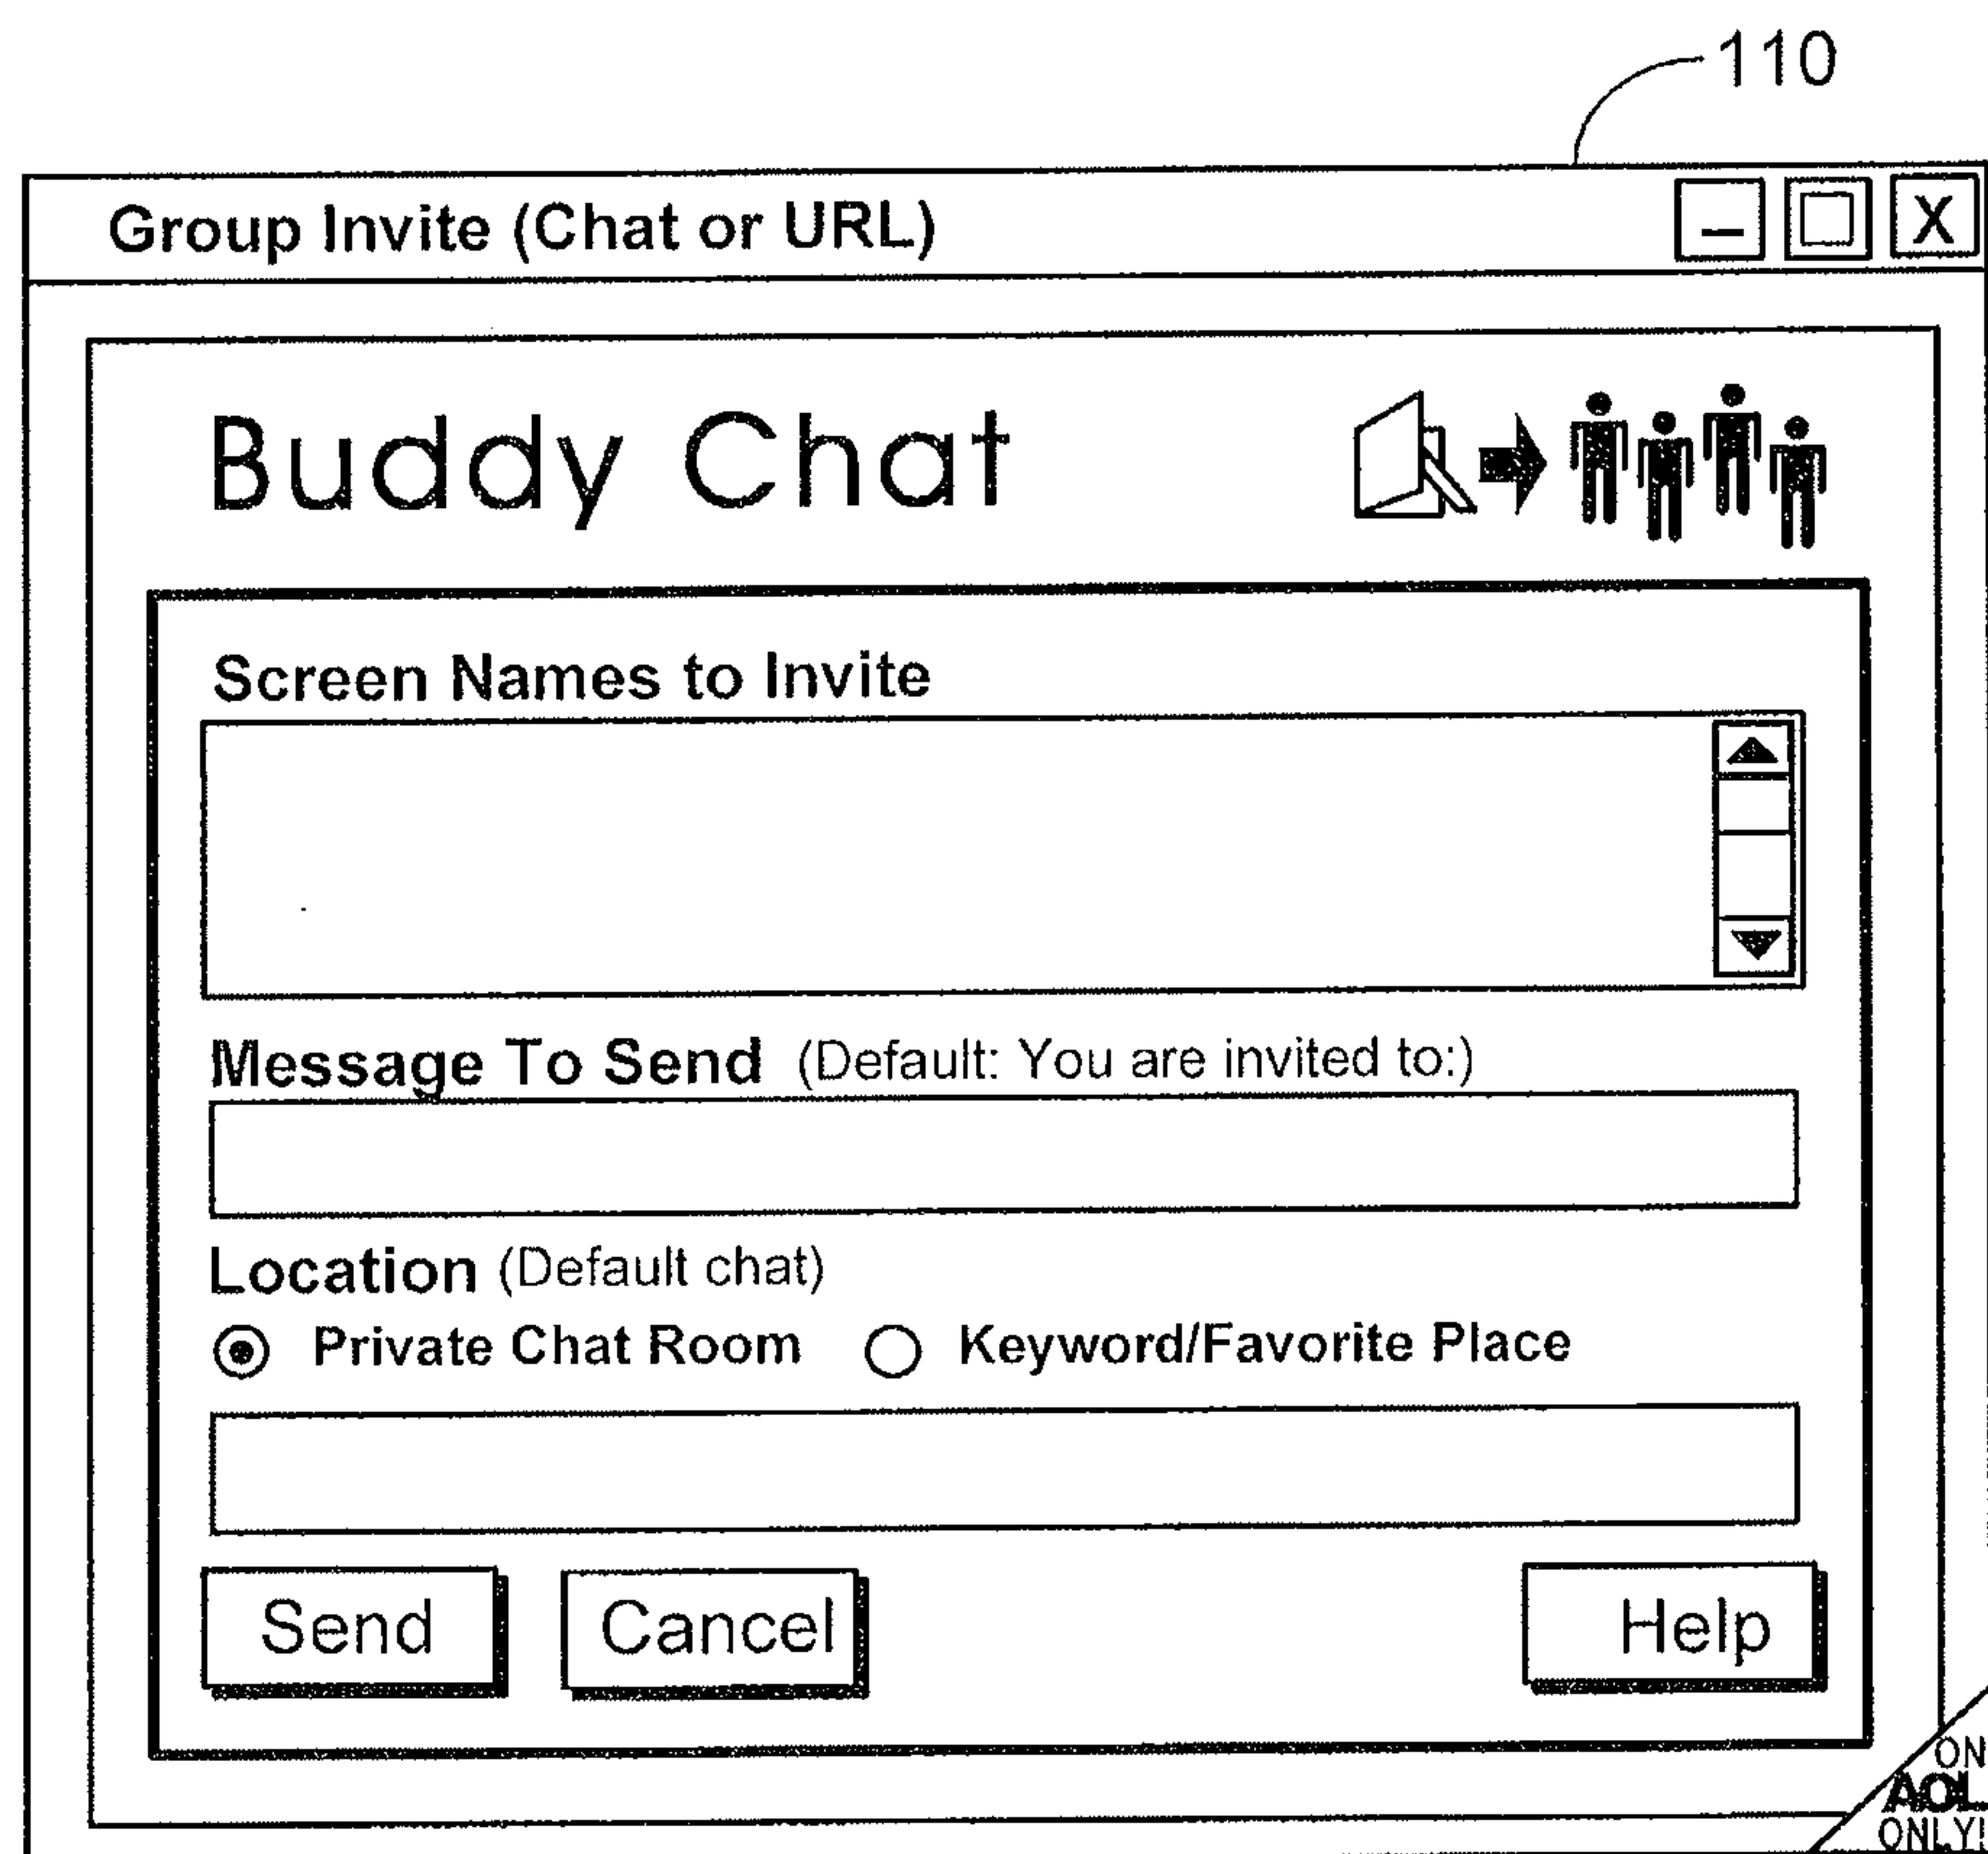 110
Group Invite (Chat or URL)
X
Buddy Chat
Screen Names to Invite
Message To Send (Default: You are invited to:)
Location (Default chat)
Private Chat Room Keyword/Favorite Place
Send Cancel Help
ON
AOL
ONLY!